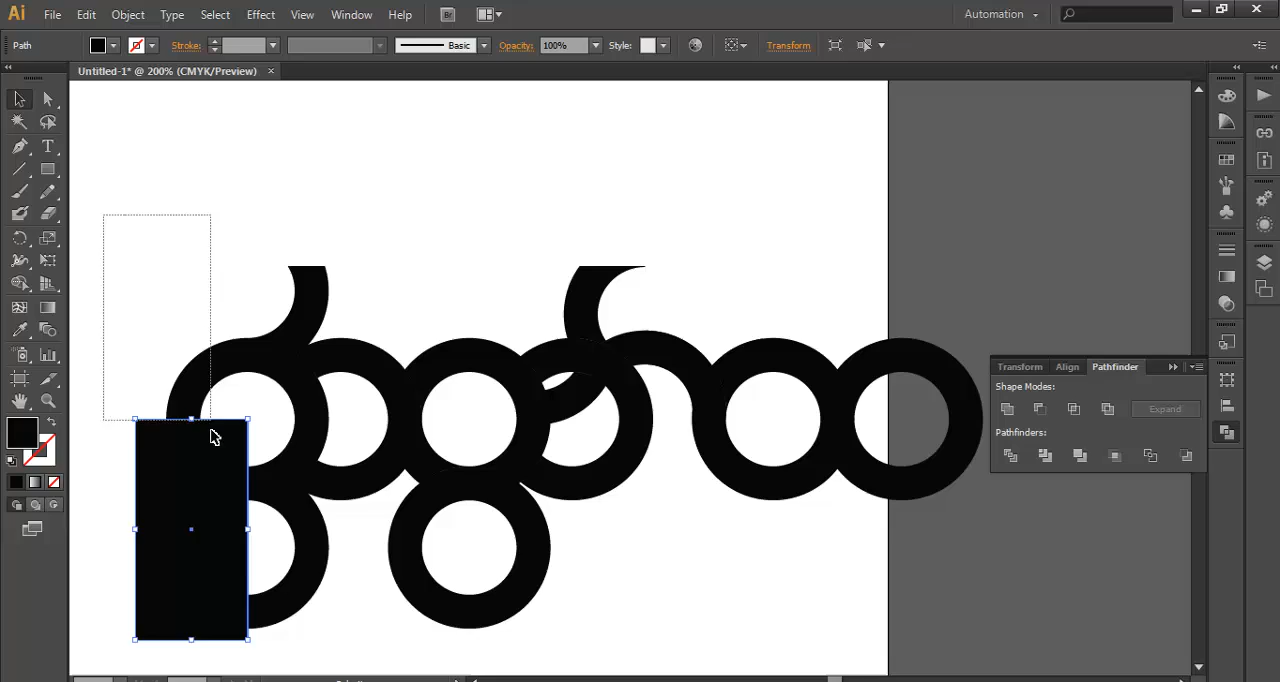 Ai File Edit Object Type Select Effect View Window Help Br Automation
Path Stroke: Basic Opacity: 100% Style: Transform
Untitled-1* @ 200% (CMYK/Preview) ×
T
Transform Align Pathfinder
Shape Modes:
Expand
Pathfinders: